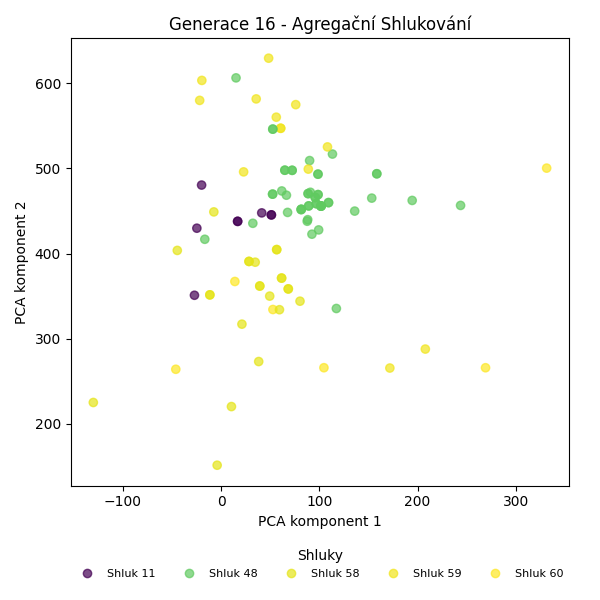 Generace 16 - Agregační Shlukování
PCA komponent 2
600
500
400
300
200
−100
0
100
200
300
PCA komponent 1
Shluky
Shluk 11
Shluk 48
Shluk 58
Shluk 59
Shluk 60